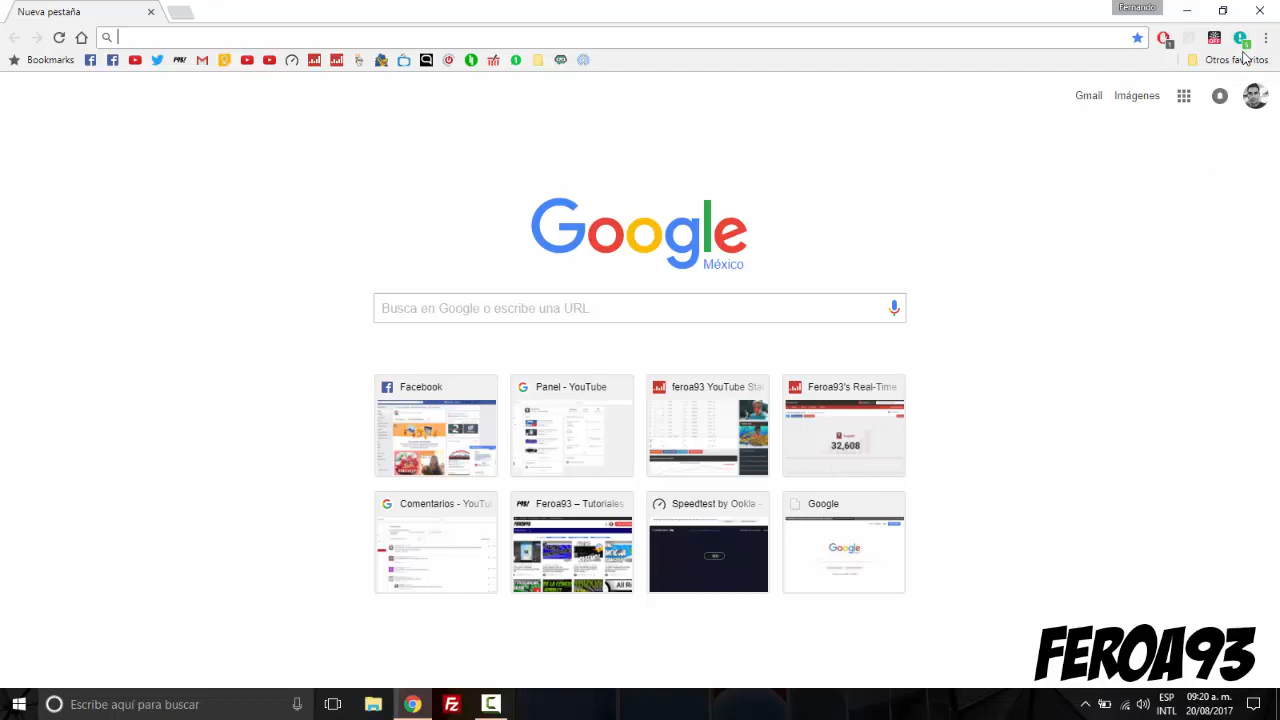 Nueva pestaña
Fernando
Bookmarks
Otros favoritos
Gmail
Imágenes
Google
México
Busca en Google o escribe una URL
Facebook
Panel - YouTube
feroa93 YouTube Sta
Feroa93's Real-Time
32,608
Comentarios - YouTu
Feroa93 – Tutoriales
Speedtest by Ookla -
Google
Google
FEROA93
Escribe aquí para buscar
ESP
INTL
09:20 a. m.
20/08/2017